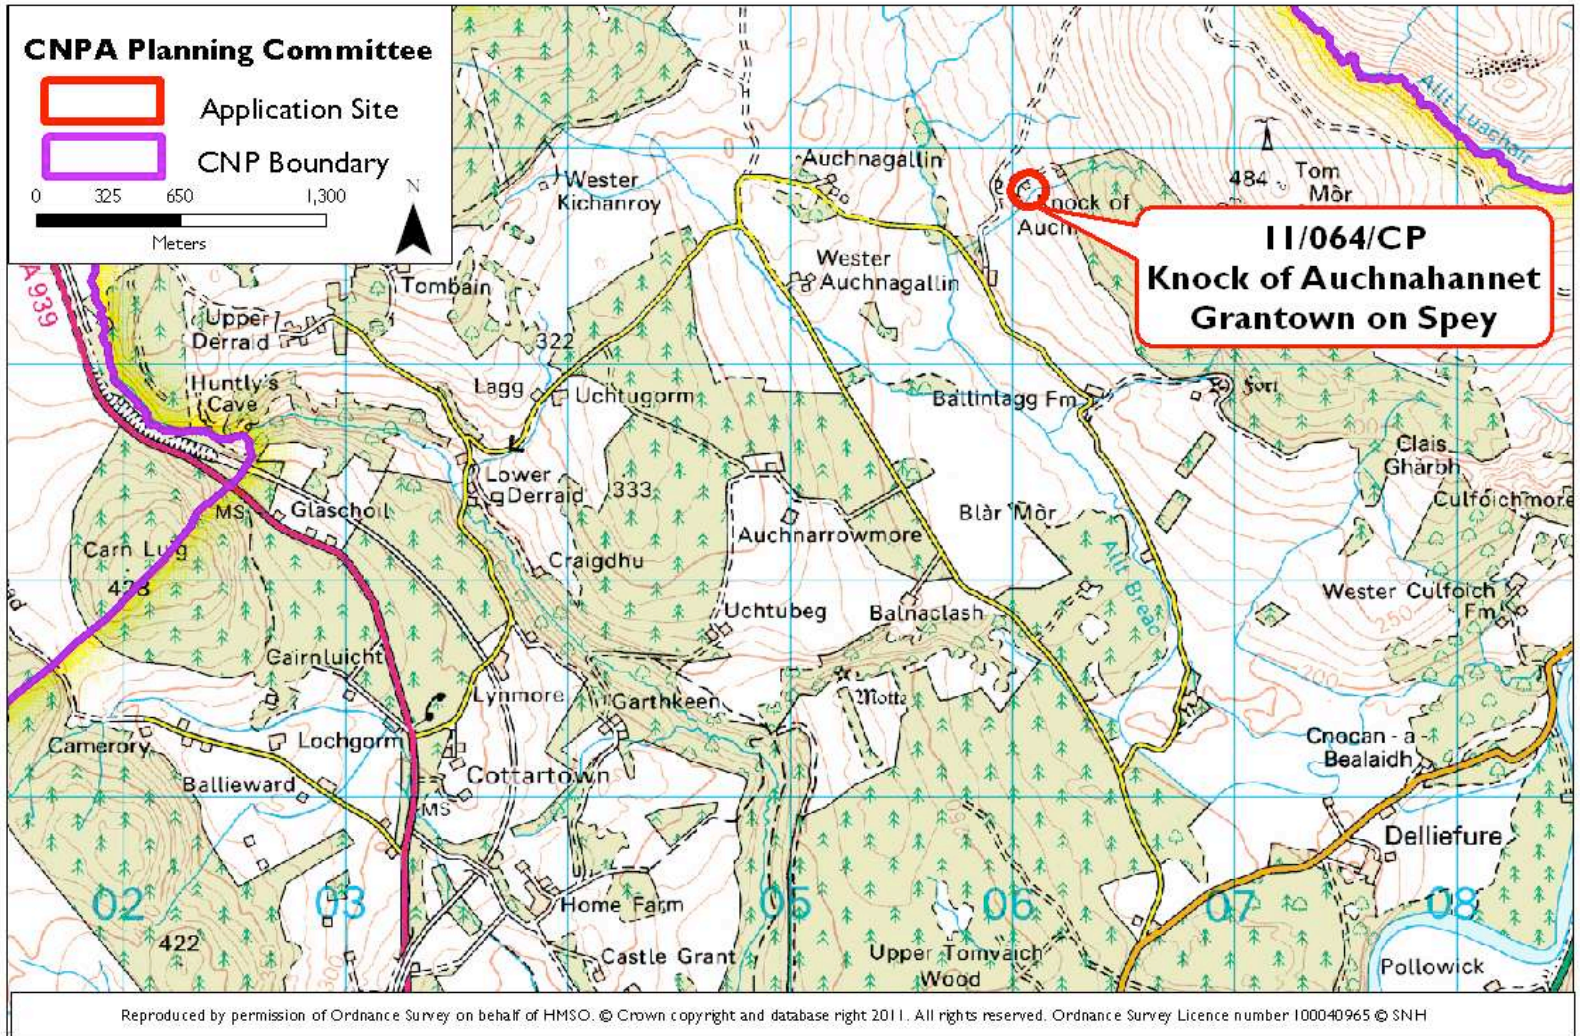 CNPA Planning Committee
Application Site
CNP Boundary
0 325 650 1,300
Meters
N
A 939
Allt Luachair
Auchnagallin
Wester
Kichanroy
484
Tom
Mòr
Knock of
Auch
11/064/CP
Knock of Auchnahannet
Grantown on Spey
Wester
Auchnagallin
Tombain
Upper
Derraid
322
Huntly's
Cave
Lagg
Uchtugorm
Ballintagg Fm
Fort
Clais
Gharbh
Culfoichmore
Lower
Derraid
333
MS
Glaschoil
Auchnarrowmore
Blàr Mòr
Carn Luig
Craigdhu
Allt Breac
Wester Culfoich
Fm
250
Uchtubeg
Balnaclash
Cairnluicht
Lynmore
Garthkeen
Motte
200
Camerory
Lochgorm
Cnocan - a -
Bealaidh
Ballieward
Cottartown
MS
Delliefure
02 03 05 06 07 08
Home Farm
422
Castle Grant
Upper Tomvaich
Wood
Pollowick
Reproduced by permission of Ordnance Survey on behalf of HMSO. © Crown copyright and database right 2011. All rights reserved. Ordnance Survey Licence number 100040965 © SNH